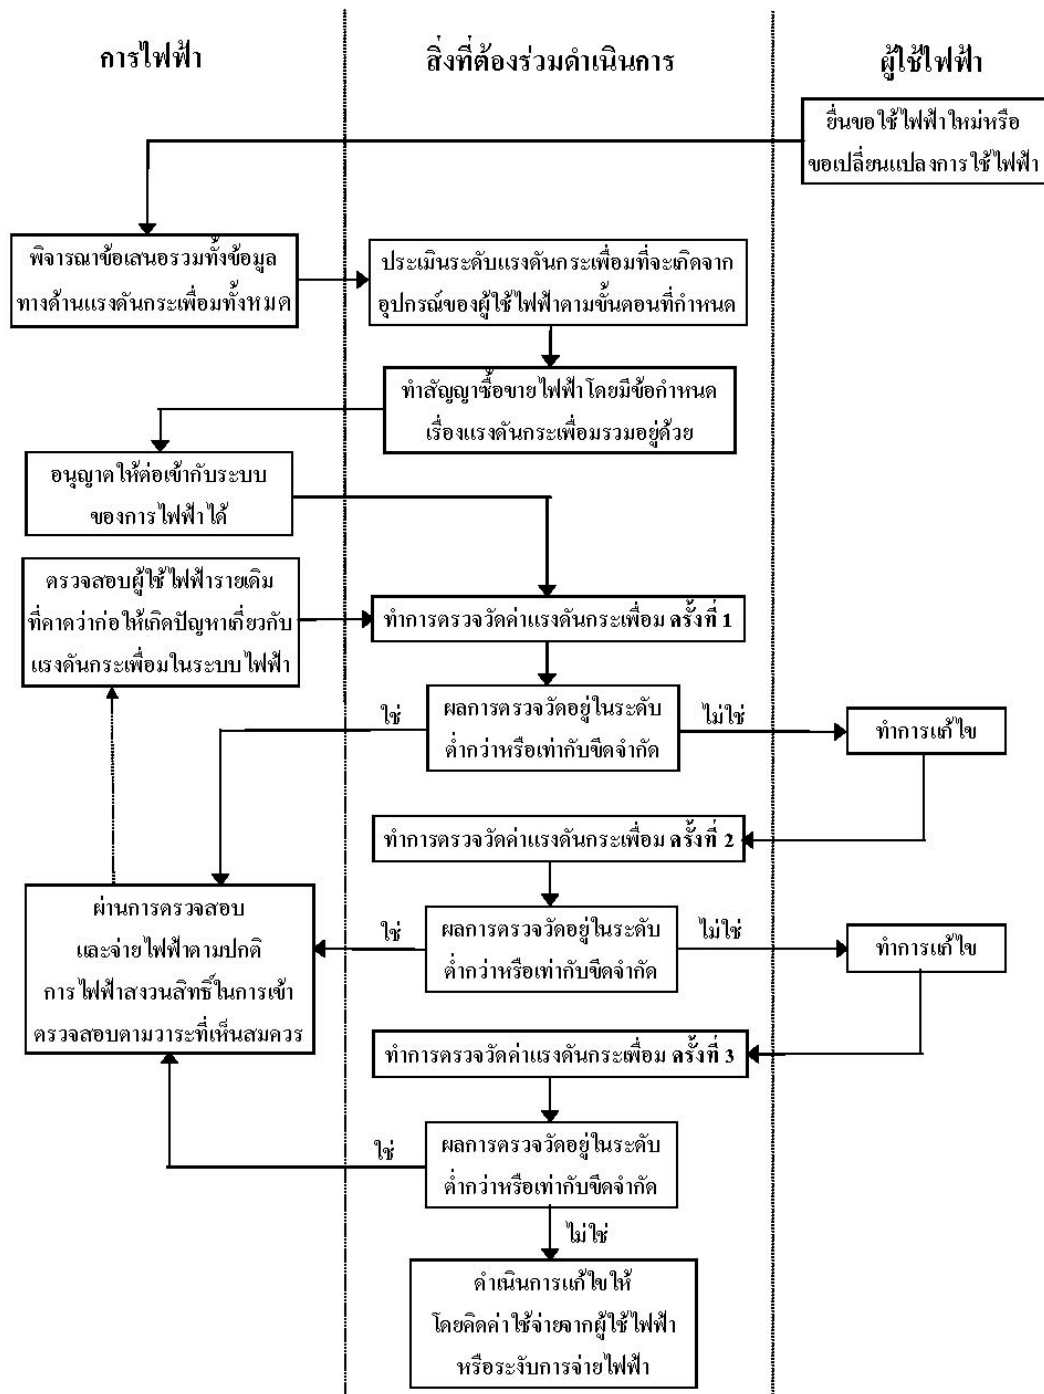 การไฟฟ้า
สิ่งที่ต้องร่วมดำเนินการ
ผู้ใช้ไฟฟ้า
ยื่นขอใช้ไฟฟ้าใหม่หรือ
ขอเปลี่ยนแปลงการใช้ไฟฟ้า
พิจารณาข้อเสนอรวมทั้งข้อมูล
ทางด้านแรงดันกระเพื่อมทั้งหมด
ประเมินระดับแรงดันกระเพื่อมที่จะเกิดจาก
อุปกรณ์ของผู้ใช้ไฟฟ้าตามขั้นตอนที่กำหนด
ทำสัญญาซื้อขายไฟฟ้าโดยมีข้อกำหนด
เรื่องแรงดันกระเพื่อมรวมอยู่ด้วย
อนุญาตให้ต่อเข้ากับระบบ
ของการไฟฟ้าได้
ตรวจสอบผู้ใช้ไฟฟ้ารายเดิม
ที่คาดว่าก่อให้เกิดปัญหาเกี่ยวกับ
แรงดันกระเพื่อมในระบบไฟฟ้า
ทำการตรวจวัดค่าแรงดันกระเพื่อม ครั้งที่ 1
ใช่
ผลการตรวจวัดอยู่ในระดับ
ต่ำกว่าหรือเท่ากับขีดจำกัด
ไม่ใช่
ทำการแก้ไข
ทำการตรวจวัดค่าแรงดันกระเพื่อม ครั้งที่ 2
ผ่านการตรวจสอบ
และจ่ายไฟฟ้าตามปกติ
การไฟฟ้าสงวนสิทธิ์ในการเข้า
ตรวจสอบตามวาระที่เห็นสมควร
ใช่
ผลการตรวจวัดอยู่ในระดับ
ต่ำกว่าหรือเท่ากับขีดจำกัด
ไม่ใช่
ทำการแก้ไข
ทำการตรวจวัดค่าแรงดันกระเพื่อม ครั้งที่ 3
ใช่
ผลการตรวจวัดอยู่ในระดับ
ต่ำกว่าหรือเท่ากับขีดจำกัด
ไม่ใช่
ดำเนินการแก้ไขให้
โดยคิดค่าใช้จ่ายจากผู้ใช้ไฟฟ้า
หรือระงับการจ่ายไฟฟ้า